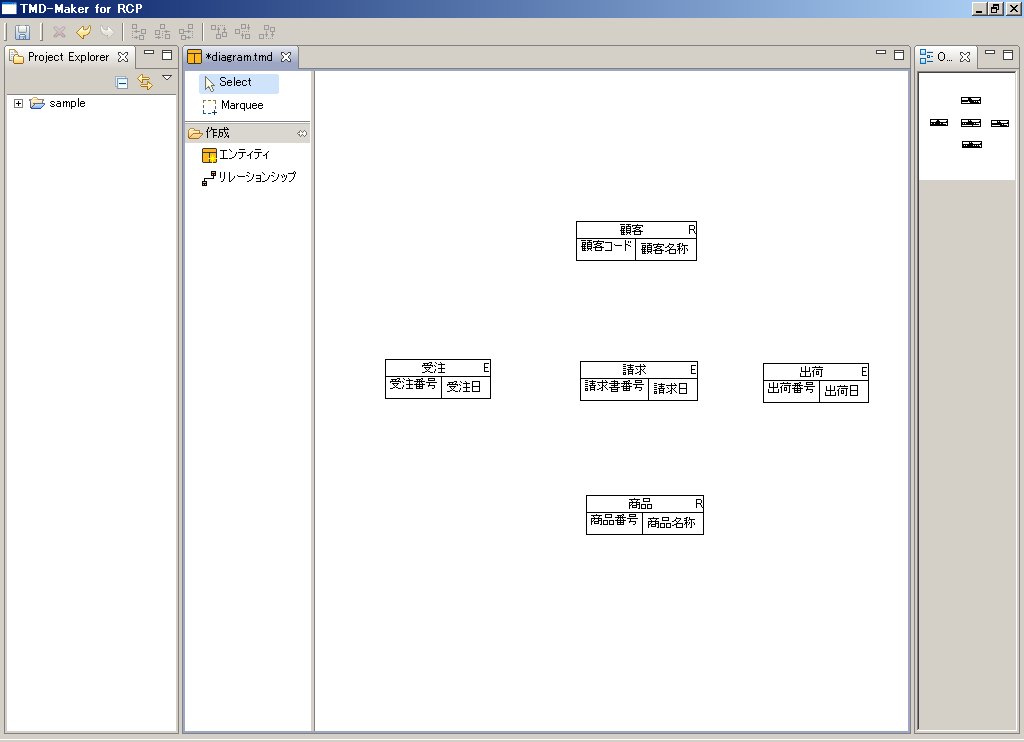 TMD-Maker for RCP
Project Explorer
sample
*diagram.tmd
Select
Marquee
作成
エンティティ
リレーションシップ
顧客 R
顧客コード 顧客名称
受注 E
受注番号 受注日
請求 E
請求書番号 請求日
出荷 E
出荷番号 出荷日
商品 R
商品番号 商品名称
O...